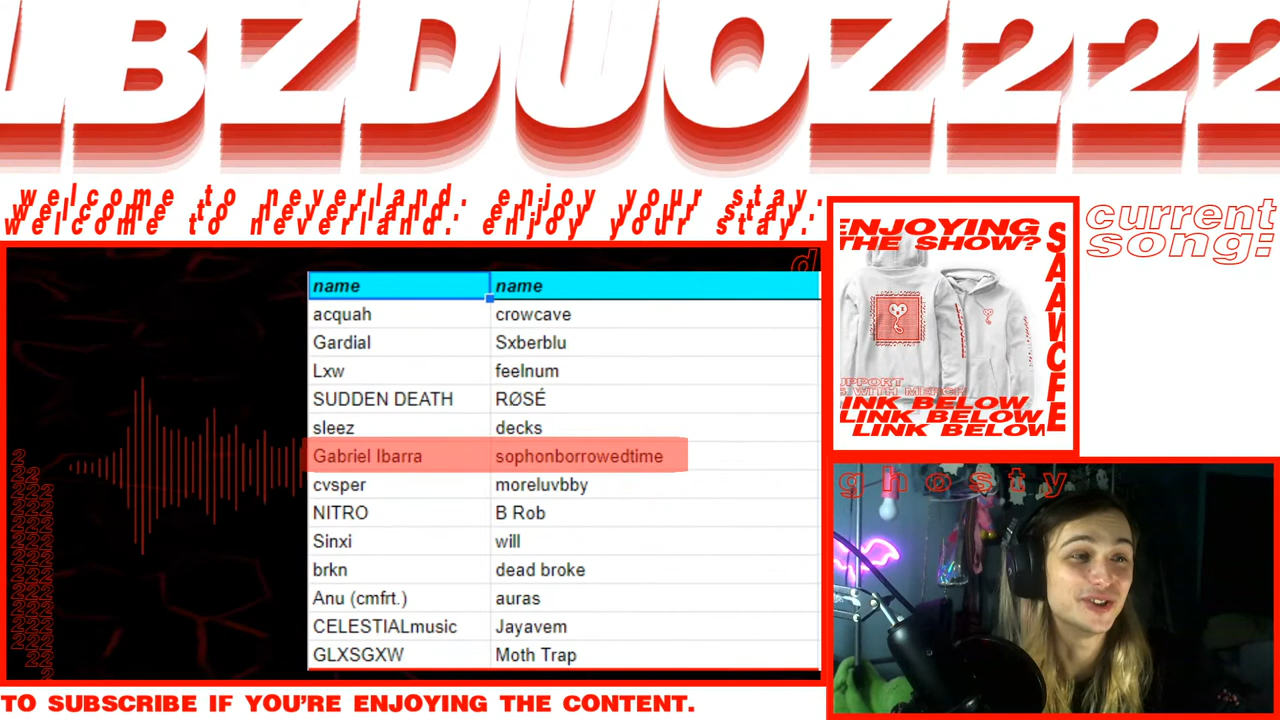 LBZDUOZ222
welcome to neverland. enjoy your stay.
welcome to neverland. enjoy your stay.
ENJOYING
THE SHOW?
SAANCFE
LINK BELOW
LINK BELOW
LINK BELOW
current
song:
d
name name
acquah crowcave
Gardial Sxberblu
Lxw feelnum
SUDDEN DEATH RØSÉ
sleez decks
Gabriel Ibarra sophonborrowedtime
cvsper moreluvbby
NITRO B Rob
Sinxi will
brkn dead broke
Anu (cmfrt.) auras
CELESTIALmusic Jayavem
GLXSGXW Moth Trap
ghosty
TO SUBSCRIBE IF YOU'RE ENJOYING THE CONTENT.